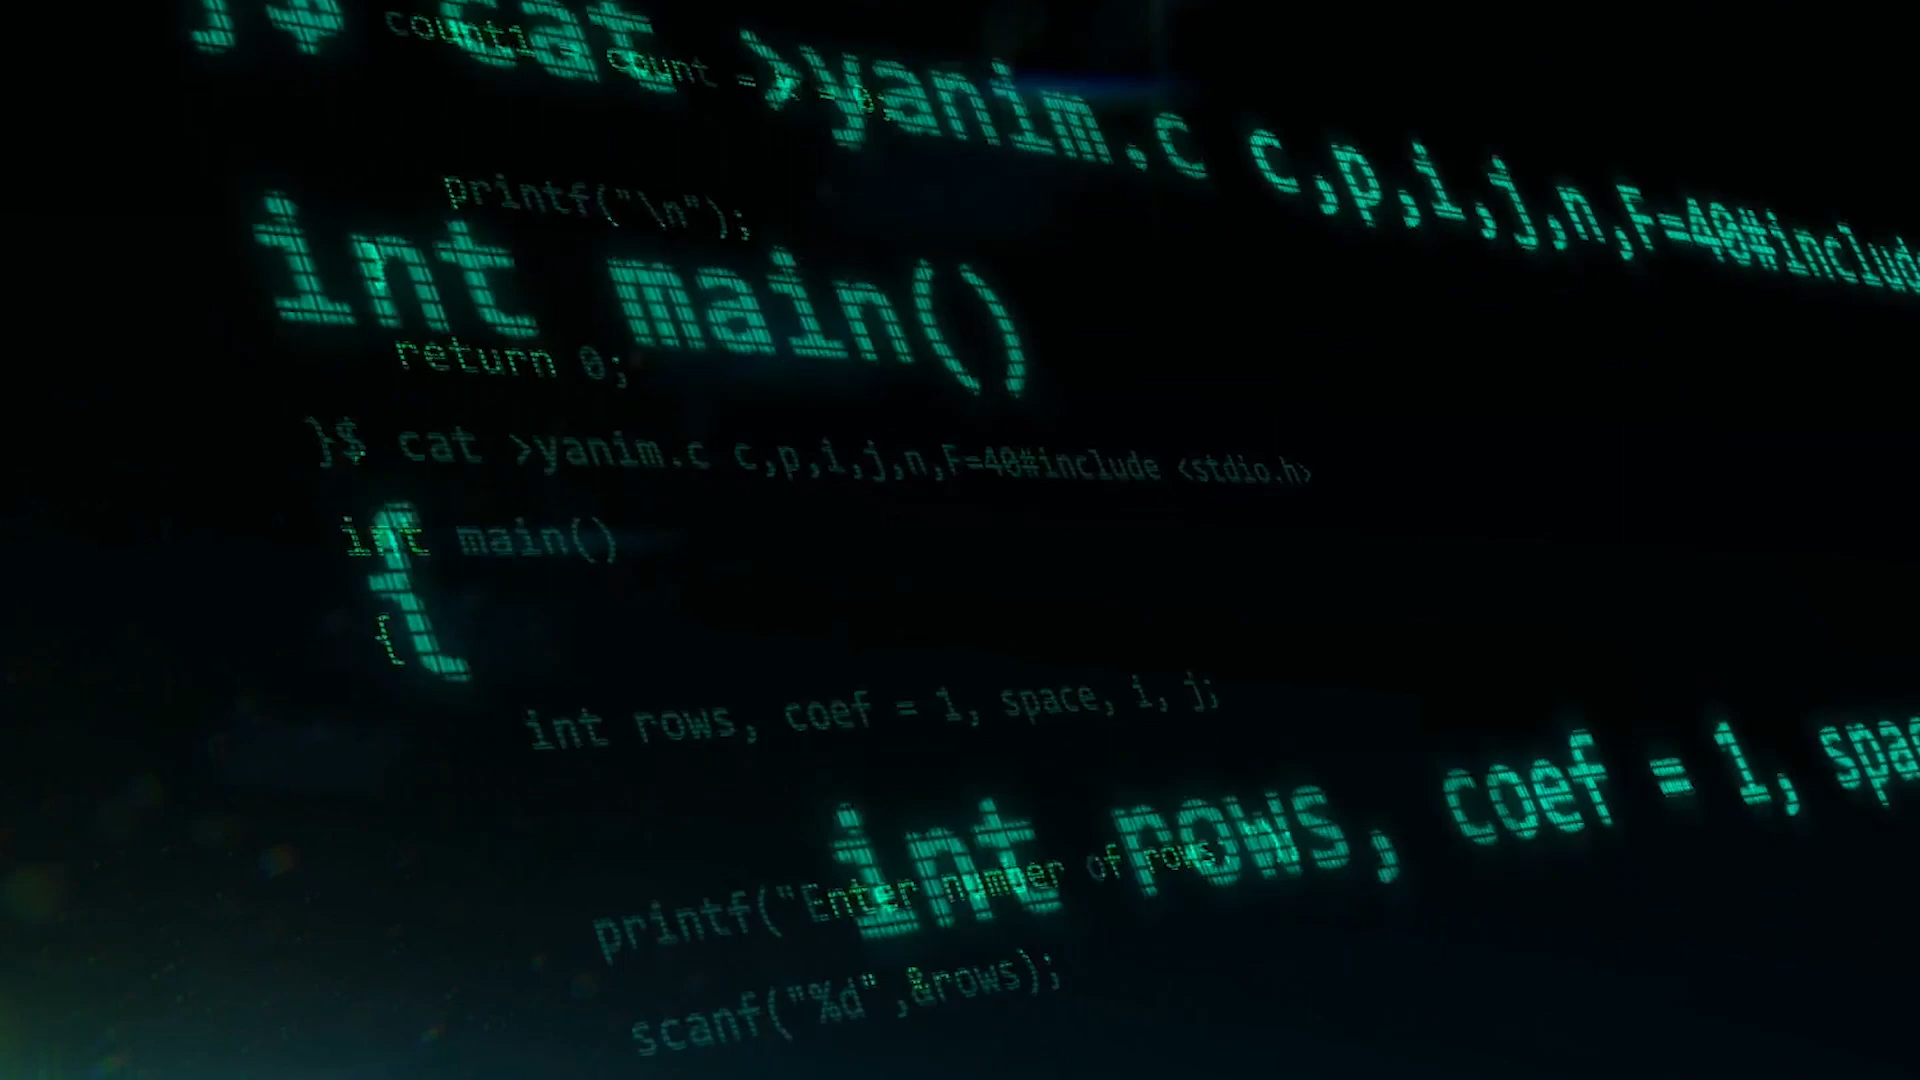 }$ cat >yanim.c c,p,i,j,n,F=40#include
count = 
printf("\n");
int main()
return 0;
}$ cat >yanim.c c,p,i,j,n,F=40#include <stdio.h>
int main()
{
{
int rows, coef = 1, space, i, j;
int rows, coef = 1,
printf("Enter number of rows
scanf("%d",&rows);